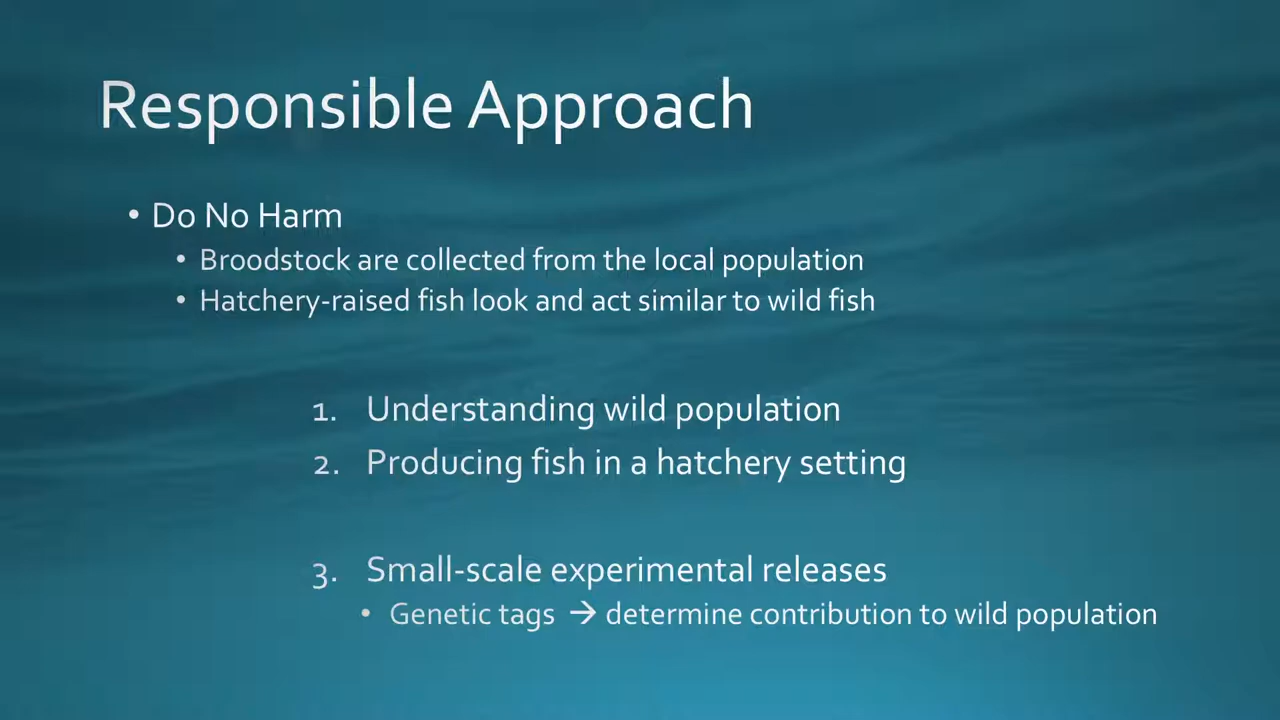 Responsible Approach
• Do No Harm
• Broodstock are collected from the local population
• Hatchery-raised fish look and act similar to wild fish
1. Understanding wild population
2. Producing fish in a hatchery setting
3. Small-scale experimental releases
• Genetic tags → determine contribution to wild population